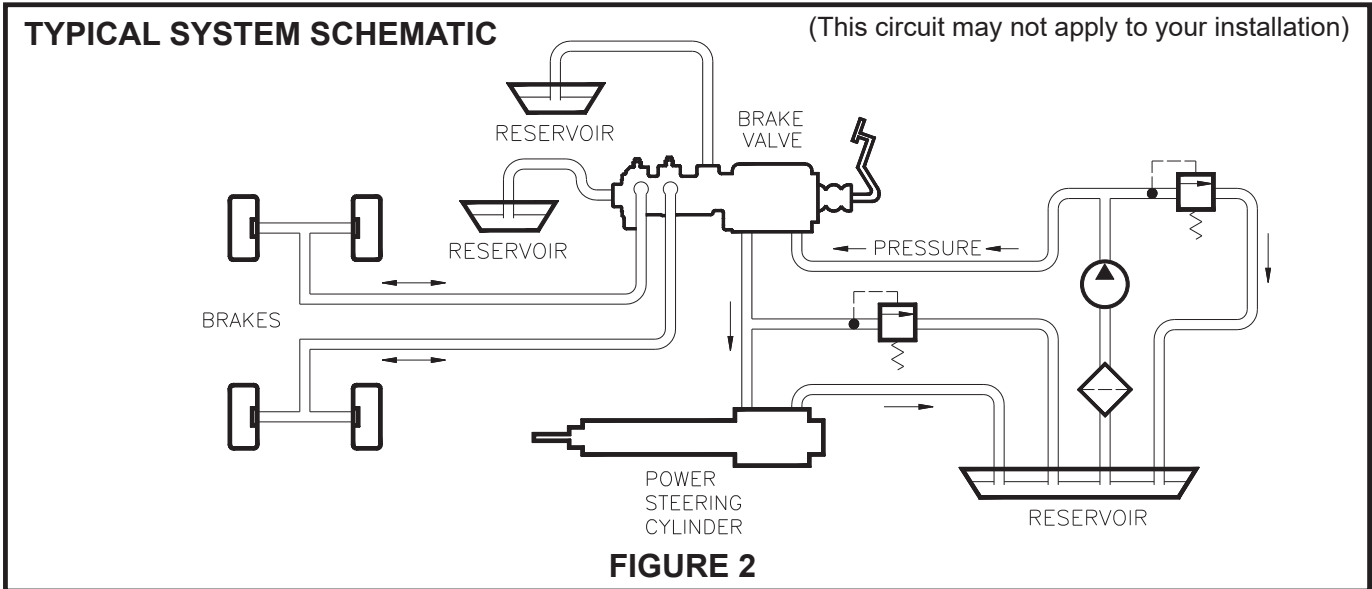 TYPICAL SYSTEM SCHEMATIC
(This circuit may not apply to your installation)
RESERVOIR
BRAKE
VALVE
RESERVOIR
PRESSURE
BRAKES
POWER
STEERING
CYLINDER
RESERVOIR
FIGURE 2